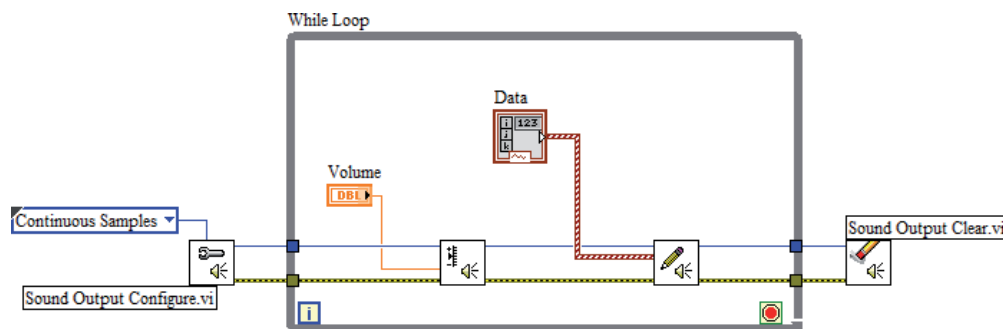 While Loop
Data
123
Volume
DBL
Continuous Samples
Sound Output Clear.vi
Sound Output Configure.vi
i